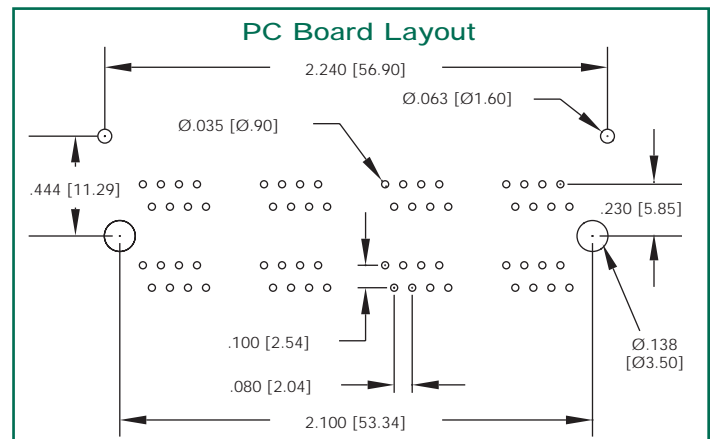 PC Board Layout
2.240 [56.90]
Ø.063 [Ø1.60]
Ø.035 [Ø.90]
.444 [11.29]
.230 [5.85]
.100 [2.54]
Ø.138
[Ø3.50]
.080 [2.04]
2.100 [53.34]